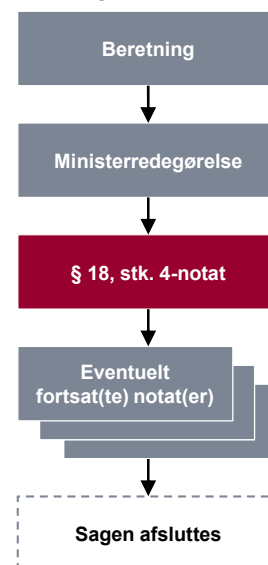 Beretning
Ministerredegørelse
§ 18, stk. 4-notat
Eventuelt
fortsat(te) notat(er)
Sagen afsluttes